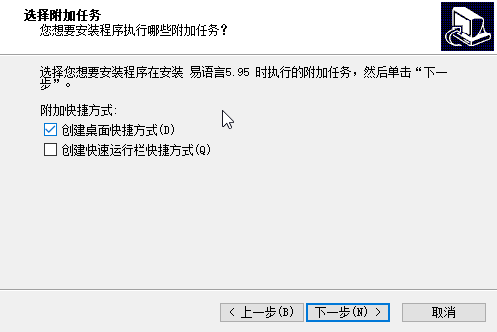 选择附加任务
您想要安装程序执行哪些附加任务？
选择您想要安装程序在安装 易语言5.95 时执行的附加任务，然后单击“下一
步”。
附加快捷方式:
创建桌面快捷方式(D)
创建快速运行栏快捷方式(Q)
< 上一步(B)
下一步(N) >
取消